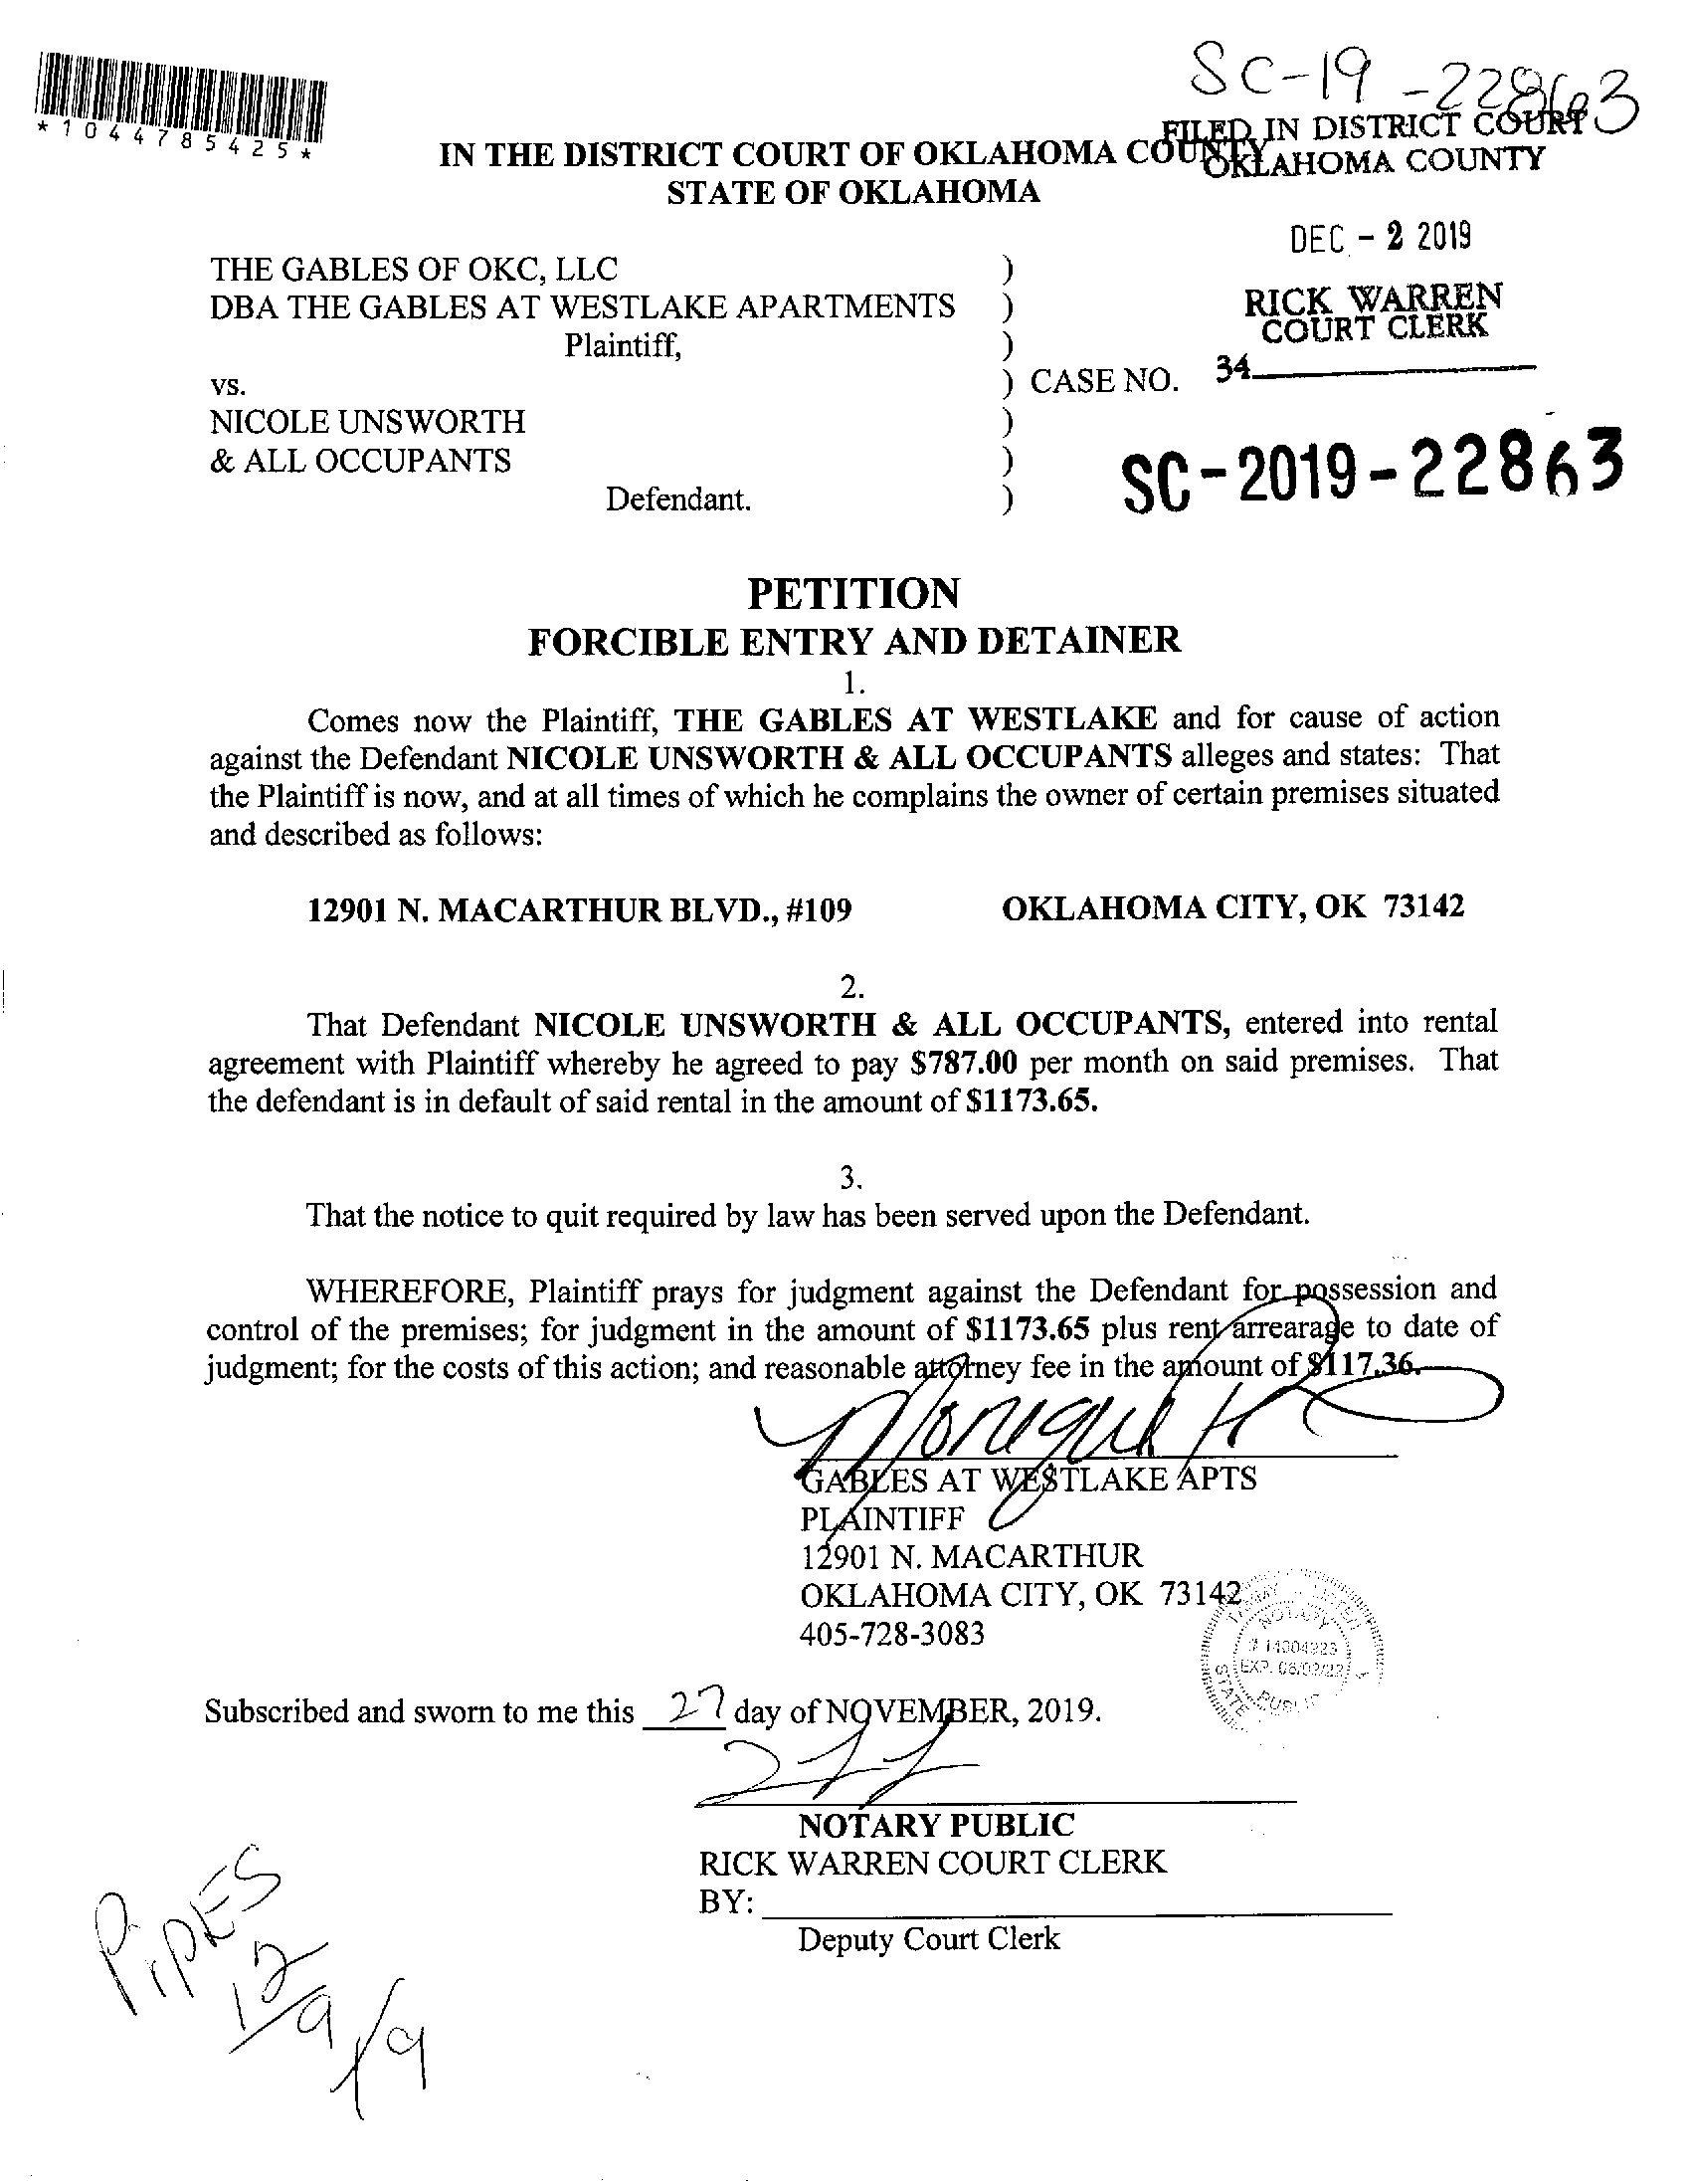 SC-19-22863
*1044785425*
FILED IN DISTRICT COURT
OKLAHOMA COUNTY
IN THE DISTRICT COURT OF OKLAHOMA COUNTY
STATE OF OKLAHOMA
DEC - 2 2019
RICK WARREN
COURT CLERK
34
THE GABLES OF OKC, LLC )
DBA THE GABLES AT WESTLAKE APARTMENTS )
Plaintiff, )
vs. ) CASE NO.
NICOLE UNSWORTH )
& ALL OCCUPANTS )
Defendant. )
SC-2019-22863
PETITION
FORCIBLE ENTRY AND DETAINER
1.
Comes now the Plaintiff, THE GABLES AT WESTLAKE and for cause of action
against the Defendant NICOLE UNSWORTH & ALL OCCUPANTS alleges and states: That
the Plaintiff is now, and at all times of which he complains the owner of certain premises situated
and described as follows:
12901 N. MACARTHUR BLVD., #109 OKLAHOMA CITY, OK 73142
2.
That Defendant NICOLE UNSWORTH & ALL OCCUPANTS, entered into rental
agreement with Plaintiff whereby he agreed to pay $787.00 per month on said premises. That
the defendant is in default of said rental in the amount of $1173.65.
3.
That the notice to quit required by law has been served upon the Defendant.
WHEREFORE, Plaintiff prays for judgment against the Defendant for possession and
control of the premises; for judgment in the amount of $1173.65 plus rent arrearage to date of
judgment; for the costs of this action; and reasonable attorney fee in the amount of $117.36.
GABLES AT WESTLAKE APTS
PLAINTIFF
12901 N. MACARTHUR
OKLAHOMA CITY, OK 73142
405-728-3083
NOTARY
EXP.
PUBLIC
STATE
Subscribed and sworn to me this 27 day of NOVEMBER, 2019.
NOTARY PUBLIC
RICK WARREN COURT CLERK
BY:
Deputy Court Clerk
PIPES
12/9/19